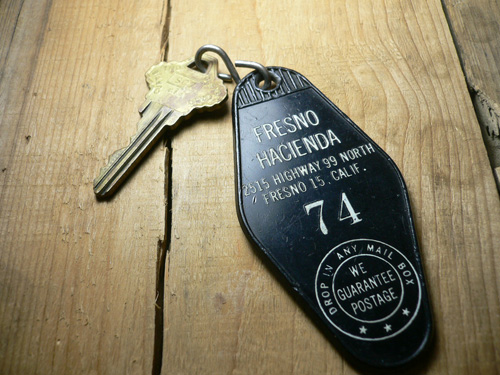 FRESNO
HACIENDA
2515 HIGHWAY 99 NORTH
FRESNO 15, CALIF.
74
DROP IN ANY MAIL BOX
WE
GUARANTEE
POSTAGE